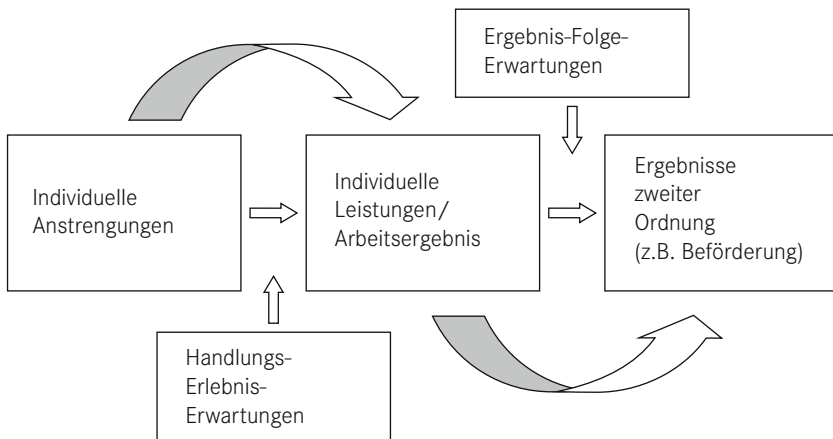 Ergebnis-Folge-
Erwartungen
Individuelle
Anstrengungen
Individuelle
Leistungen/
Arbeitsergebnis
Ergebnisse
zweiter
Ordnung
(z.B. Beförderung)
Handlungs-
Erlebnis-
Erwartungen